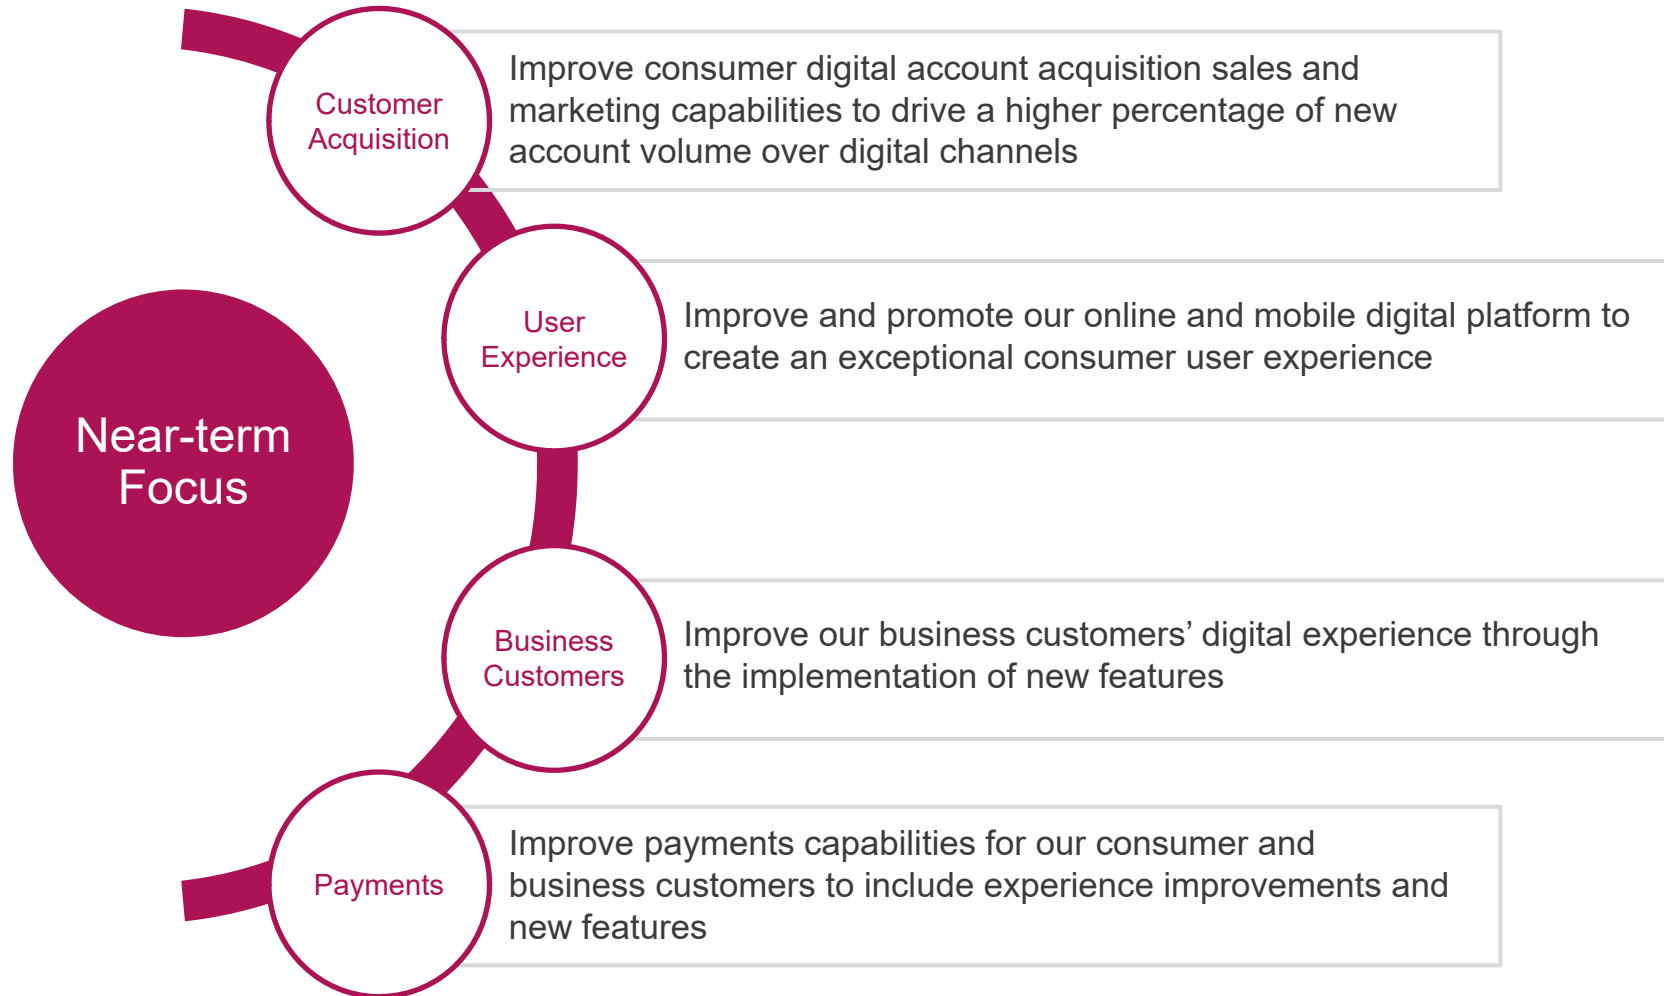 Customer
Acquisition
Improve consumer digital account acquisition sales and
marketing capabilities to drive a higher percentage of new
account volume over digital channels
User
Experience
Improve and promote our online and mobile digital platform to
create an exceptional consumer user experience
Near-term
Focus
Business
Customers
Improve our business customers’ digital experience through
the implementation of new features
Payments
Improve payments capabilities for our consumer and
business customers to include experience improvements and
new features